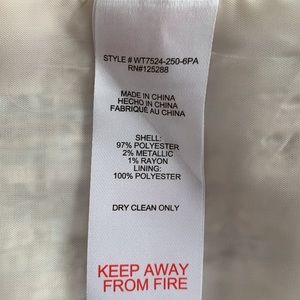 STYLE # WT7524-250-6PA
RN#125288
MADE IN CHINA
HECHO IN CHINA
FABRIQUÉ AU CHINA
SHELL:
97% POLYESTER
2% METALLIC
1% RAYON
LINING:
100% POLYESTER
DRY CLEAN ONLY
KEEP AWAY
FROM FIRE